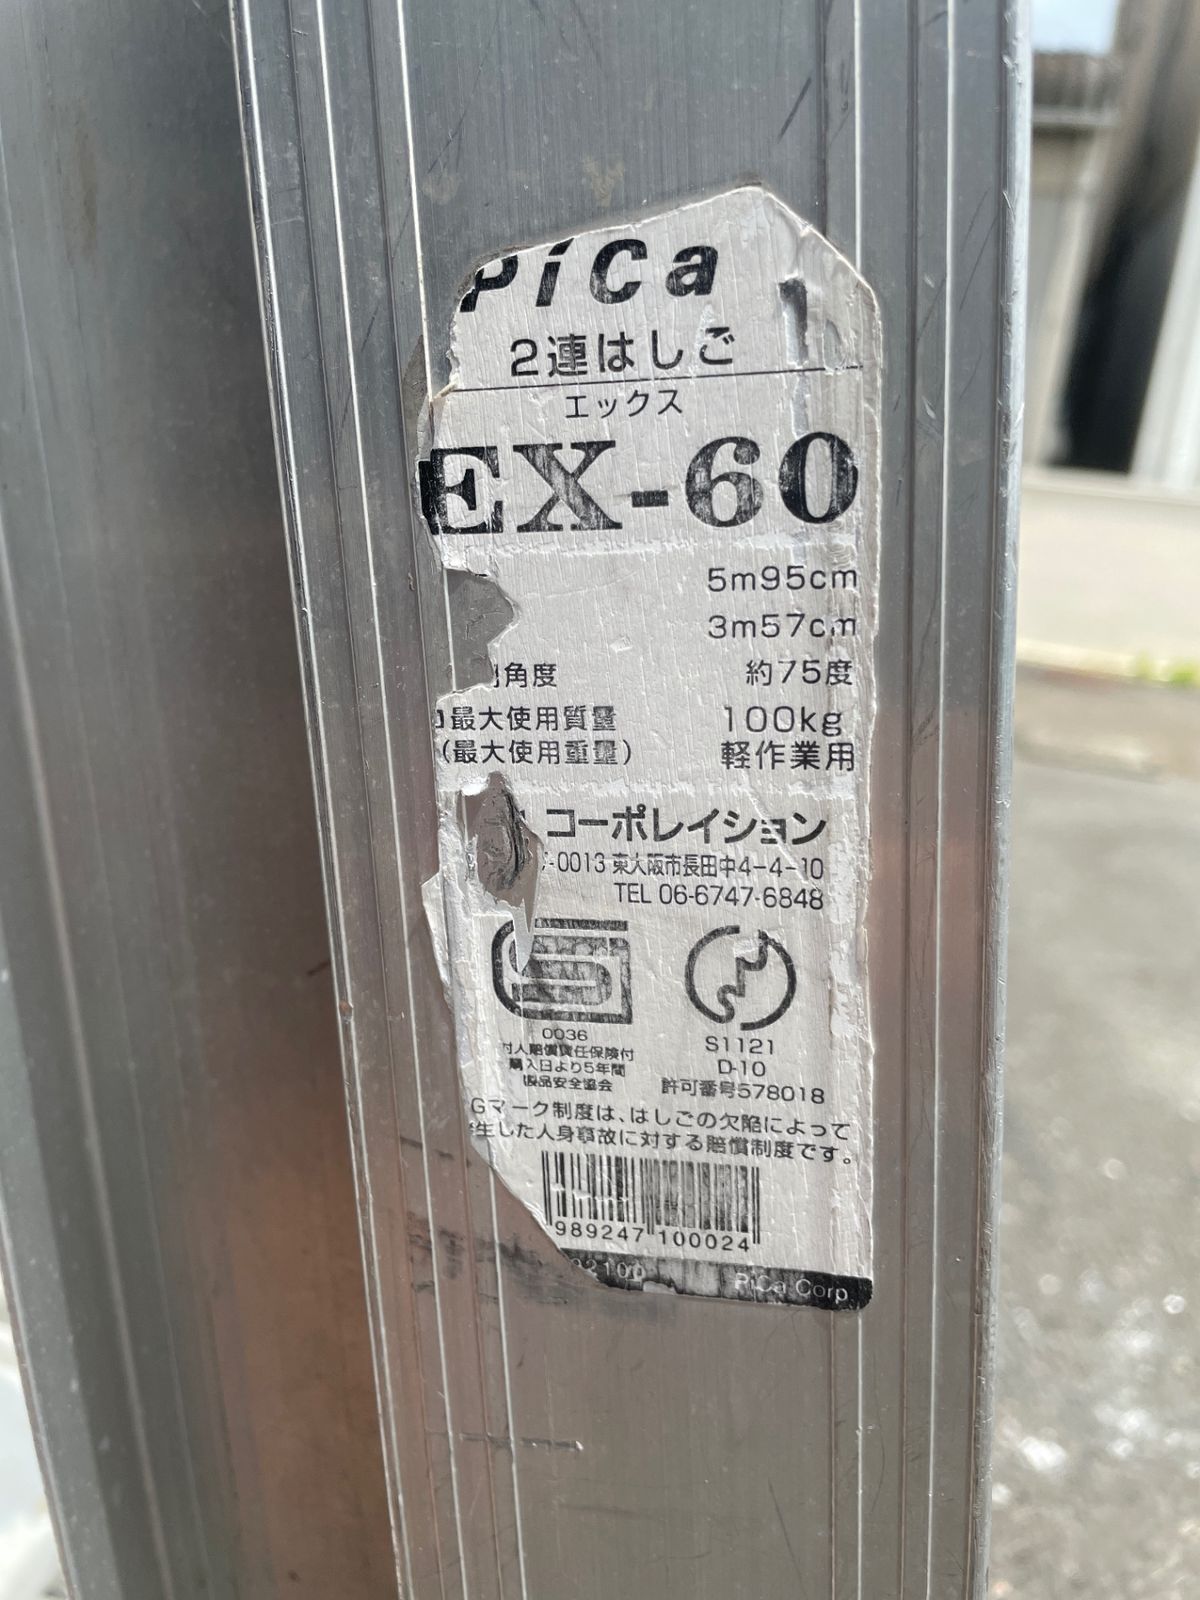 PiCa
2連はしご
エックス
EX-60
5m95cm
3m57cm
角度 約75度
最大使用質量 100kg
(最大使用重量) 軽作業用
コーポレイション
-0013 東大阪市長田中4-4-10
TEL 06-6747-6848
0036
対人賠償責任保険付
購入日より5年間
製品安全協会
S1121
D-10
許可番号578018
Gマーク制度は、はしごの欠陥によって
生した人身事故に対する賠償制度です。
989247 100024
2100 PiCa Corp